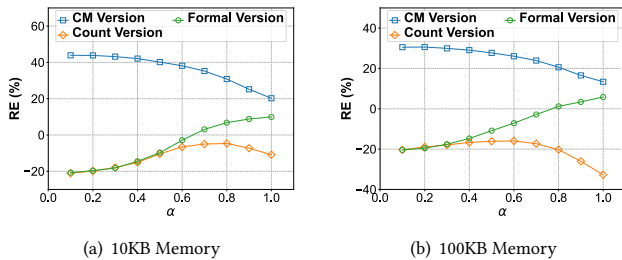 CM Version
Formal Version
Count Version
RE (%)
60
40
20
0
−20
0.0
0.2
0.4
0.6
0.8
1.0
α
(a) 10KB Memory
CM Version
Formal Version
Count Version
RE (%)
60
40
20
0
−20
−40
0.0
0.2
0.4
0.6
0.8
1.0
α
(b) 100KB Memory